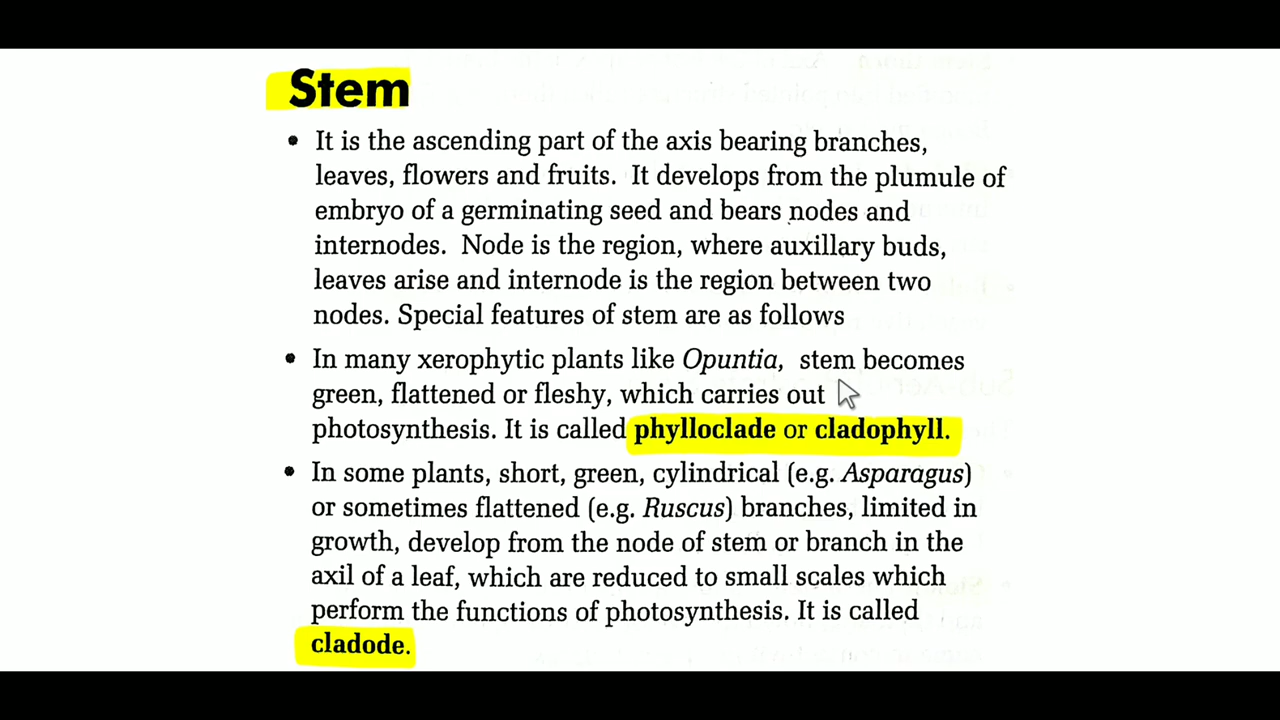 Stem
• It is the ascending part of the axis bearing branches,
leaves, flowers and fruits. It develops from the plumule of
embryo of a germinating seed and bears nodes and
internodes. Node is the region, where auxillary buds,
leaves arise and internode is the region between two
nodes. Special features of stem are as follows
• In many xerophytic plants like Opuntia, stem becomes
green, flattened or fleshy, which carries out
photosynthesis. It is called phylloclade or cladophyll.
• In some plants, short, green, cylindrical (e.g. Asparagus)
or sometimes flattened (e.g. Ruscus) branches, limited in
growth, develop from the node of stem or branch in the
axil of a leaf, which are reduced to small scales which
perform the functions of photosynthesis. It is called
cladode.